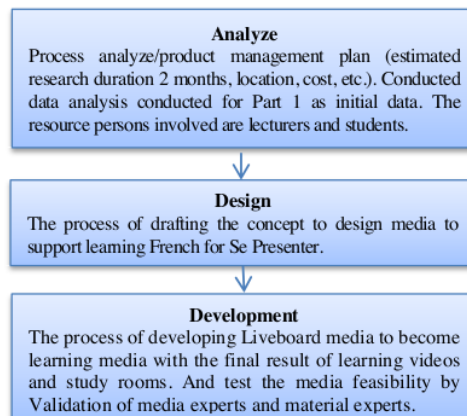 Analyze
Process analyze/product management plan (estimated
research duration 2 months, location, cost, etc.). Conducted
data analysis conducted for Part 1 as initial data. The
resource persons involved are lecturers and students.
Design
The process of drafting the concept to design media to
support learning French for Se Presenter.
Development
The process of developing Liveboard media to become
learning media with the final result of learning videos
and study rooms. And test the media feasibility by
Validation of media experts and material experts.